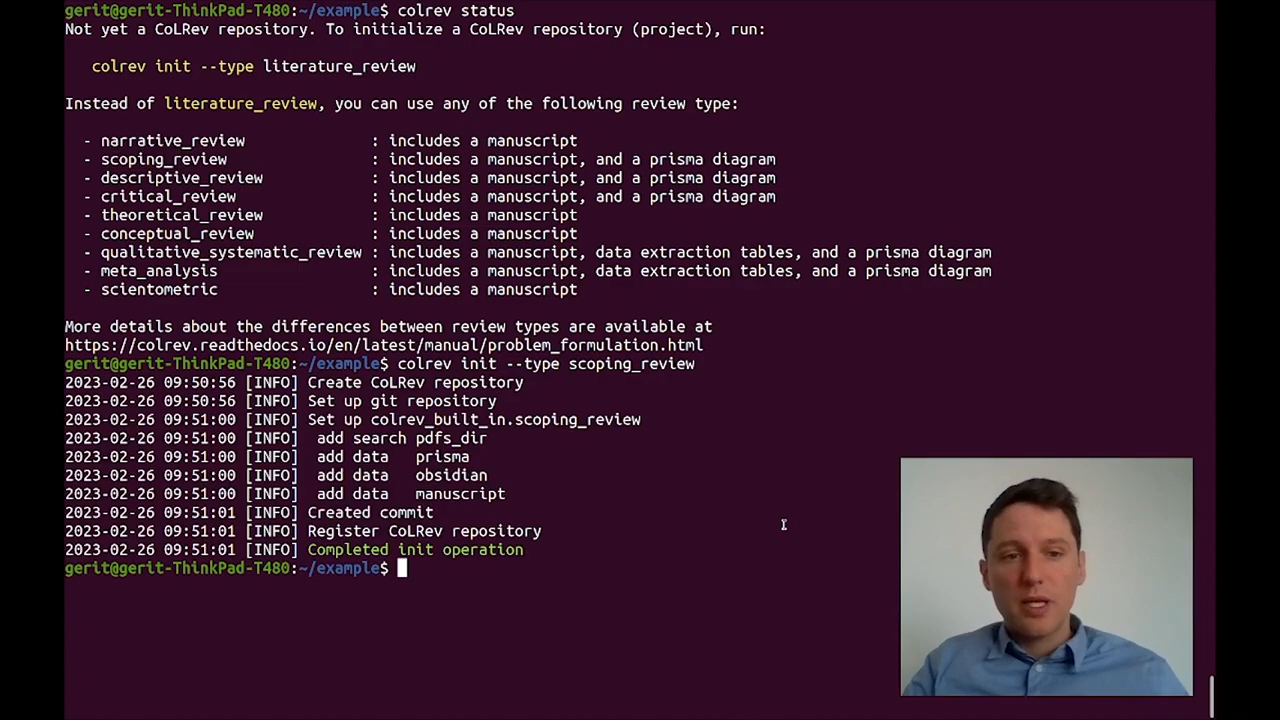 gerit@gerit-ThinkPad-T480:~/example$ colrev status
Not yet a CoLRev repository. To initialize a CoLRev repository (project), run:
colrev init --type literature_review
Instead of literature_review, you can use any of the following review type:
- narrative_review : includes a manuscript
- scoping_review : includes a manuscript, and a prisma diagram
- descriptive_review : includes a manuscript, and a prisma diagram
- critical_review : includes a manuscript, and a prisma diagram
- theoretical_review : includes a manuscript
- conceptual_review : includes a manuscript
- qualitative_systematic_review : includes a manuscript, data extraction tables, and a prisma diagram
- meta_analysis : includes a manuscript, data extraction tables, and a prisma diagram
- scientometric : includes a manuscript
More details about the differences between review types are available at
https://colrev.readthedocs.io/en/latest/manual/problem_formulation.html
gerit@gerit-ThinkPad-T480:~/example$ colrev init --type scoping_review
2023-02-26 09:50:56 [INFO] Create CoLRev repository
2023-02-26 09:50:56 [INFO] Set up git repository
2023-02-26 09:51:00 [INFO] Set up colrev_built_in.scoping_review
2023-02-26 09:51:00 [INFO]  add search pdfs_dir
2023-02-26 09:51:00 [INFO]  add data   prisma
2023-02-26 09:51:00 [INFO]  add data   obsidian
2023-02-26 09:51:00 [INFO]  add data   manuscript
2023-02-26 09:51:01 [INFO] Created commit
2023-02-26 09:51:01 [INFO] Register CoLRev repository
2023-02-26 09:51:01 [INFO] Completed init operation
gerit@gerit-ThinkPad-T480:~/example$